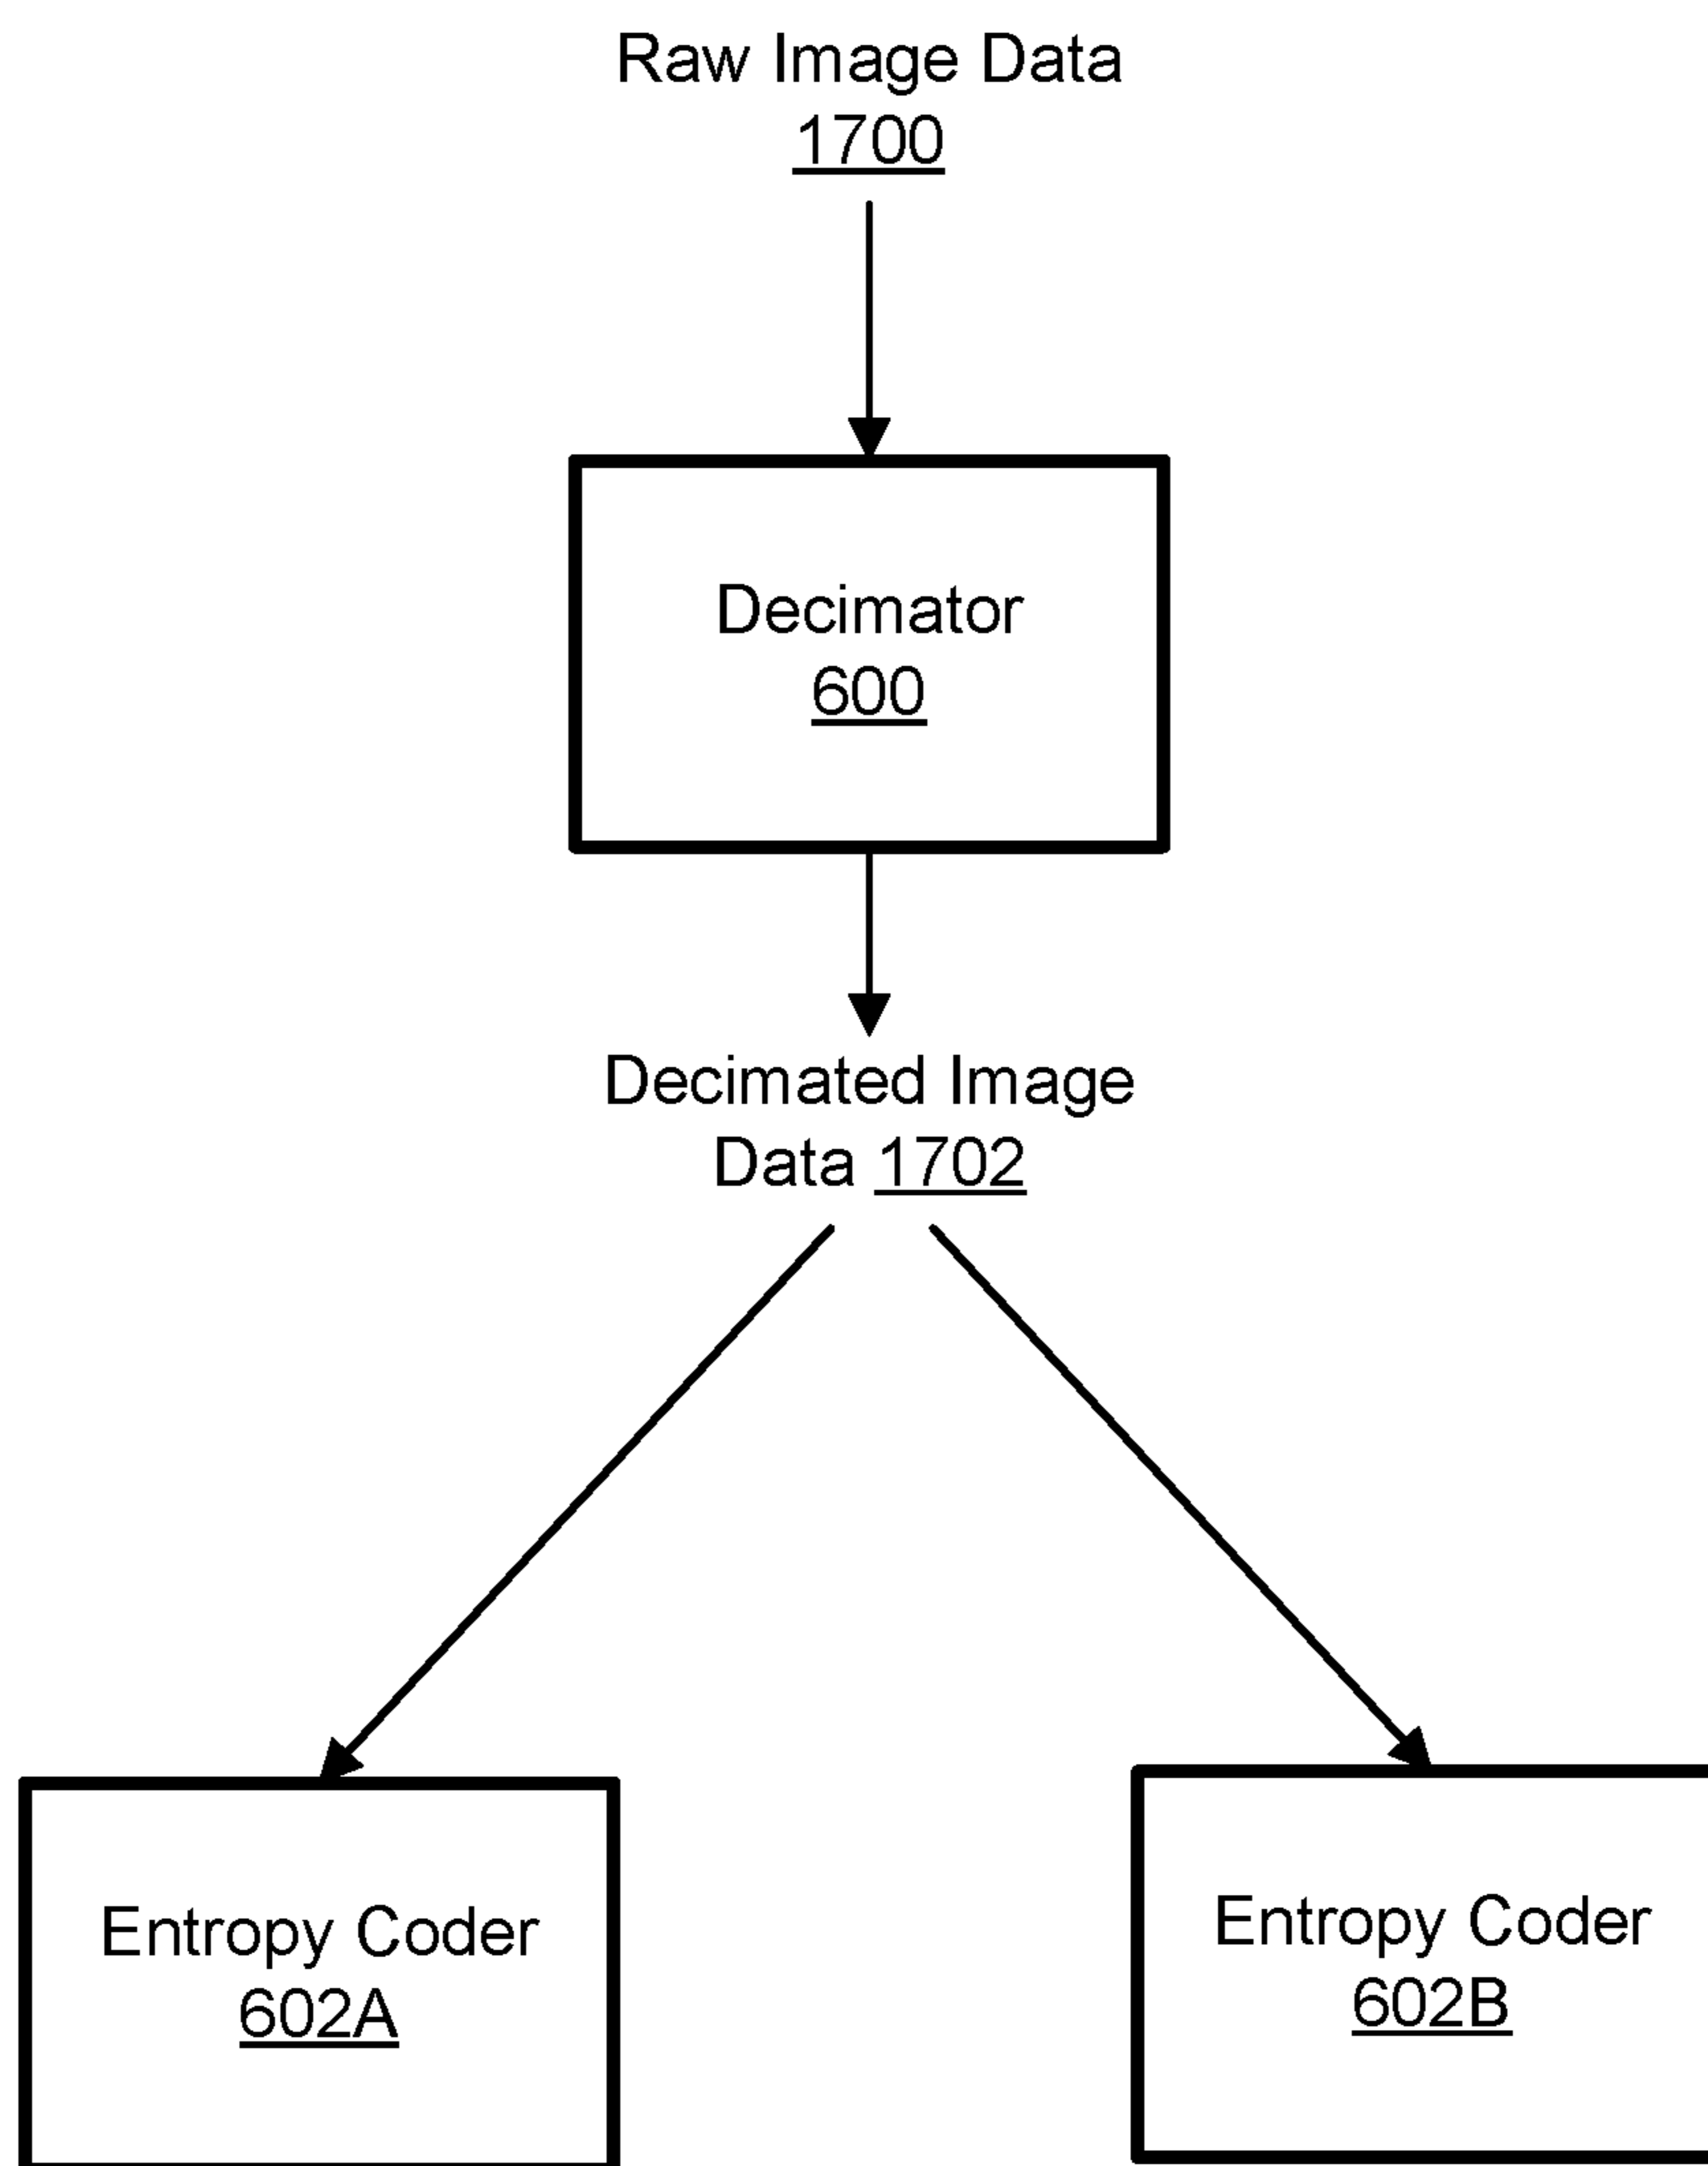 Raw Image Data
1700
Decimator
600
Decimated Image
Data 1702
Entropy Coder
602A
Entropy Coder
602B